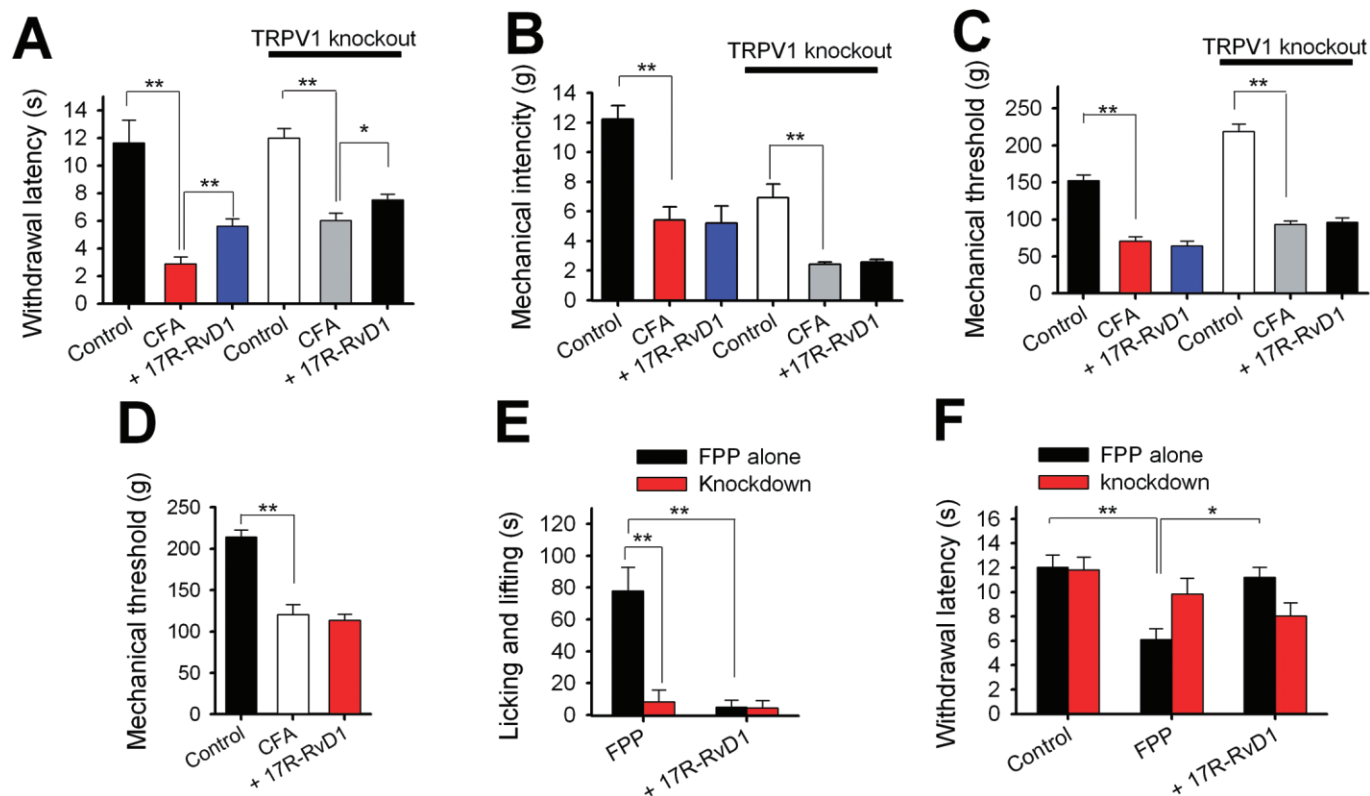 A
TRPV1 knockout
Withdrawal latency (s)
14
12
10
8
6
4
2
0
**
**
**
*
Control
CFA
+ 17R-RvD1
Control
CFA
+ 17R-RvD1
B
TRPV1 knockout
Mechanical intencity (g)
14
12
10
8
6
4
2
0
**
**
Control
CFA
+ 17R-RvD1
Control
CFA
+17R-RvD1
C
TRPV1 knockout
Mechanical threshold (g)
250
200
150
100
50
0
**
**
Control
CFA
+ 17R-RvD1
Control
CFA
+ 17R-RvD1
D
Mechanical threshold (g)
250
200
150
100
50
0
**
Control
CFA
+ 17R-RvD1
E
FPP alone
Knockdown
Licking and lifting (s)
120
100
80
60
40
20
0
**
**
FPP
+ 17R-RvD1
F
FPP alone
knockdown
Withdrawal latency (s)
16
14
12
10
8
6
4
2
0
**
*
Control
FPP
+ 17R-RvD1